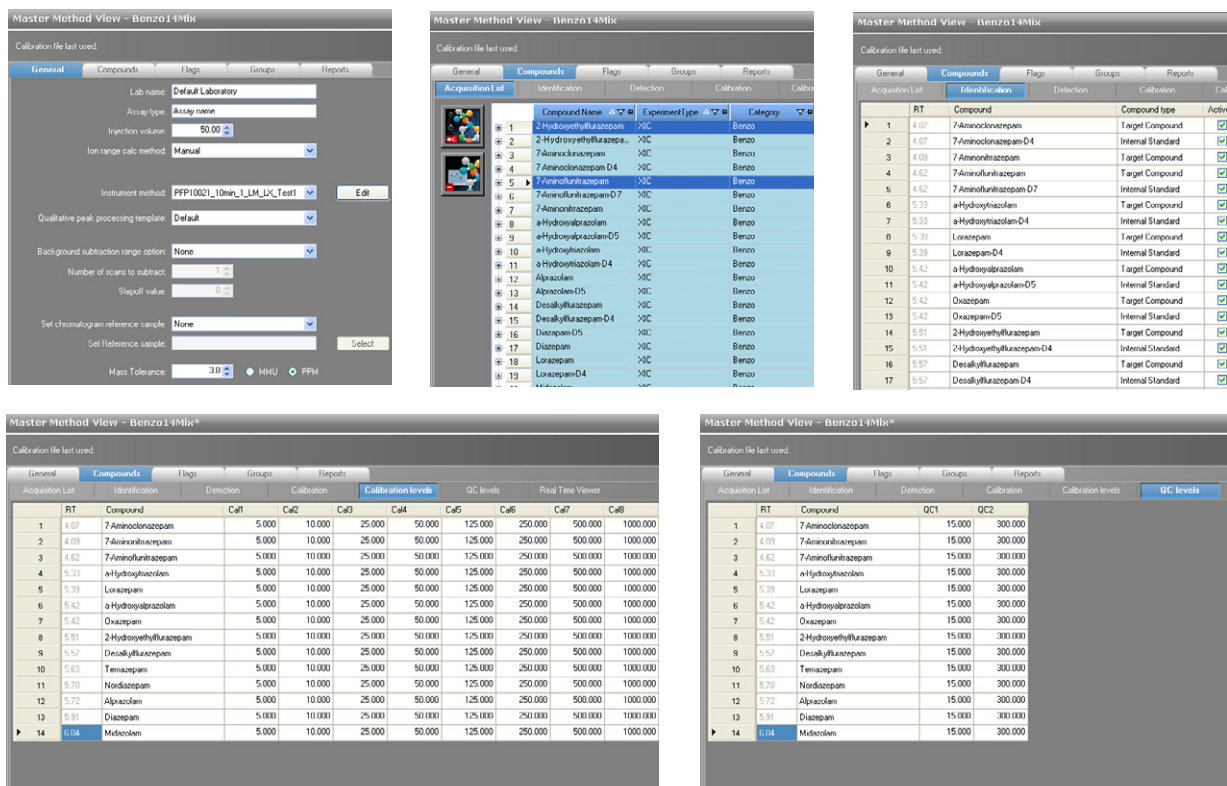 Master Method View - Benzo14Mix
Calibration file last used.
General Compounds Flags Groups Reports
Lab name: Default Laboratory
Assay type: Assay name
Injection volume: 50.00
Ion range calc method: Manual
Instrument method: PFP10021_10min_1_LM_LX_Test1 Edit
Qualitative peak processing template: Default
Background subtraction range option: None
Number of scans to subtract: 1
Stepoff value: 0
Set chromatogram reference sample: None
Set Reference sample: Select
Mass Tolerance: 3.0 MMU PPM
Master Method View - Benzo14Mix
Calibration file last used.
General Compounds Flags Groups Reports
Acquisition List Identification Detection Calibration Calibra
Compound Name ExperimentType Category
1 2-Hydroxyethylflurazepam XIC Benzo
2 2-Hydroxyethylflurazepa... XIC Benzo
3 7-Aminoclonazepam XIC Benzo
4 7-Aminoclonazepam-D4 XIC Benzo
5 7-Aminoflunitrazepam XIC Benzo
6 7-Aminoflunitrazepam-D7 XIC Benzo
7 7-Aminonitrazepam XIC Benzo
8 a-Hydroxyalprazolam XIC Benzo
9 a-Hydroxyalprazolam-D5 XIC Benzo
10 a-Hydroxytriazolam XIC Benzo
11 a-Hydroxytriazolam-D4 XIC Benzo
12 Alprazolam XIC Benzo
13 Alprazolam-D5 XIC Benzo
14 Desalkylflurazepam XIC Benzo
15 Desalkylflurazepam-D4 XIC Benzo
16 Diazepam-D5 XIC Benzo
17 Diazepam XIC Benzo
18 Lorazepam XIC Benzo
19 Lorazepam-D4 XIC Benzo
Master Method View - Benzo14Mix
Calibration file last used.
General Compounds Flags Groups Reports
Acquisition List Identification Detection Calibration Cal
RT Compound Compound type Active
1 4.07 7-Aminoclonazepam Target Compound
2 4.07 7-Aminoclonazepam-D4 Internal Standard
3 4.09 7-Aminonitrazepam Target Compound
4 4.62 7-Aminoflunitrazepam Target Compound
5 4.62 7-Aminoflunitrazepam-D7 Internal Standard
6 5.33 a-Hydroxytriazolam Target Compound
7 5.33 a-Hydroxytriazolam-D4 Internal Standard
8 5.39 Lorazepam Target Compound
9 5.39 Lorazepam-D4 Internal Standard
10 5.42 a-Hydroxyalprazolam Target Compound
11 5.42 a-Hydroxyalprazolam-D5 Internal Standard
12 5.42 Oxazepam Target Compound
13 5.42 Oxazepam-D5 Internal Standard
14 5.51 2-Hydroxyethylflurazepam Target Compound
15 5.51 2-Hydroxyethylflurazepam-D4 Internal Standard
16 5.57 Desalkylflurazepam Target Compound
17 5.57 Desalkylflurazepam-D4 Internal Standard
Master Method View - Benzo14Mix*
Calibration file last used.
General Compounds Flags Groups Reports
Acquisition List Identification Detection Calibration Calibration levels QC levels Real Time Viewer
RT Compound Cal1 Cal2 Cal3 Cal4 Cal5 Cal6 Cal7 Cal8
1 4.07 7-Aminoclonazepam 5.000 10.000 25.000 50.000 125.000 250.000 500.000 1000.000
2 4.09 7-Aminonitrazepam 5.000 10.000 25.000 50.000 125.000 250.000 500.000 1000.000
3 4.62 7-Aminoflunitrazepam 5.000 10.000 25.000 50.000 125.000 250.000 500.000 1000.000
4 5.33 a-Hydroxytriazolam 5.000 10.000 25.000 50.000 125.000 250.000 500.000 1000.000
5 5.39 Lorazepam 5.000 10.000 25.000 50.000 125.000 250.000 500.000 1000.000
6 5.42 a-Hydroxyalprazolam 5.000 10.000 25.000 50.000 125.000 250.000 500.000 1000.000
7 5.42 Oxazepam 5.000 10.000 25.000 50.000 125.000 250.000 500.000 1000.000
8 5.51 2-Hydroxyethylflurazepam 5.000 10.000 25.000 50.000 125.000 250.000 500.000 1000.000
9 5.57 Desalkylflurazepam 5.000 10.000 25.000 50.000 125.000 250.000 500.000 1000.000
10 5.63 Temazepam 5.000 10.000 25.000 50.000 125.000 250.000 500.000 1000.000
11 5.70 Nordiazepam 5.000 10.000 25.000 50.000 125.000 250.000 500.000 1000.000
12 5.72 Alprazolam 5.000 10.000 25.000 50.000 125.000 250.000 500.000 1000.000
13 5.91 Diazepam 5.000 10.000 25.000 50.000 125.000 250.000 500.000 1000.000
14 6.04 Midazolam 5.000 10.000 25.000 50.000 125.000 250.000 500.000 1000.000
Master Method View - Benzo14Mix*
Calibration file last used.
General Compounds Flags Groups Reports
Acquisition List Identification Detection Calibration Calibration levels QC levels
RT Compound QC1 QC2
1 4.07 7-Aminoclonazepam 15.000 300.000
2 4.09 7-Aminonitrazepam 15.000 300.000
3 4.62 7-Aminoflunitrazepam 15.000 300.000
4 5.33 a-Hydroxytriazolam 15.000 300.000
5 5.39 Lorazepam 15.000 300.000
6 5.42 a-Hydroxyalprazolam 15.000 300.000
7 5.42 Oxazepam 15.000 300.000
8 5.51 2-Hydroxyethylflurazepam 15.000 300.000
9 5.57 Desalkylflurazepam 15.000 300.000
10 5.63 Temazepam 15.000 300.000
11 5.70 Nordiazepam 15.000 300.000
12 5.72 Alprazolam 15.000 300.000
13 5.91 Diazepam 15.000 300.000
14 6.04 Midazolam 15.000 300.000